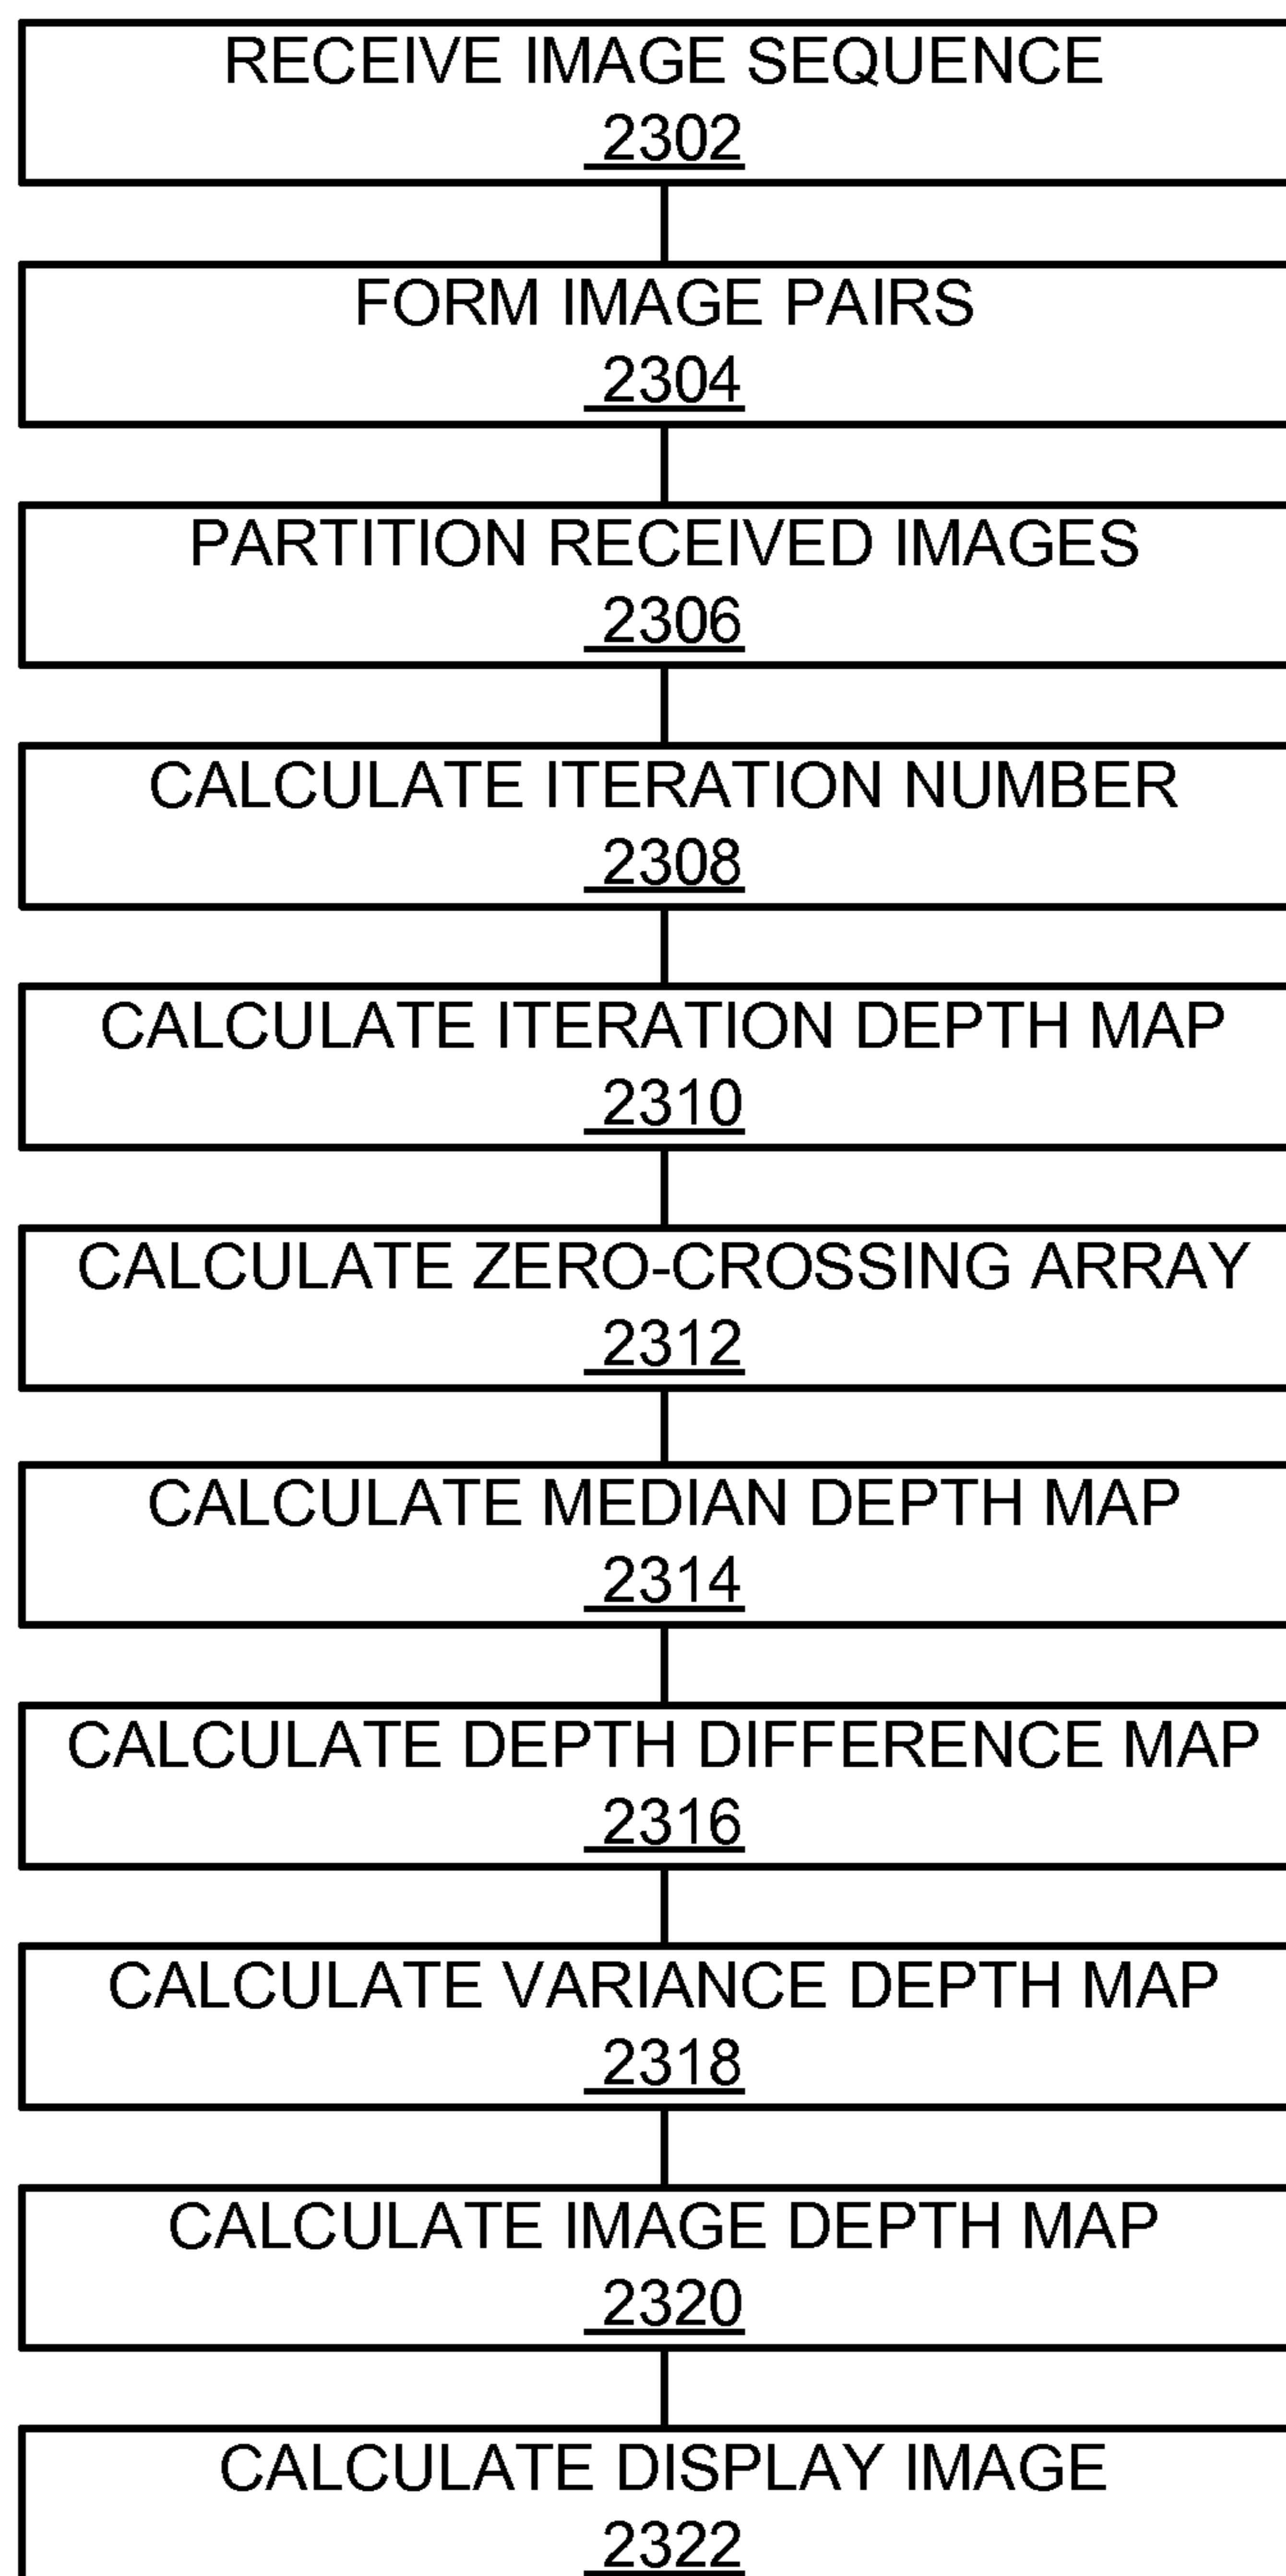 RECEIVE IMAGE SEQUENCE
2302
FORM IMAGE PAIRS
2304
PARTITION RECEIVED IMAGES
2306
CALCULATE ITERATION NUMBER
2308
CALCULATE ITERATION DEPTH MAP
2310
CALCULATE ZERO-CROSSING ARRAY
2312
CALCULATE MEDIAN DEPTH MAP
2314
CALCULATE DEPTH DIFFERENCE MAP
2316
CALCULATE VARIANCE DEPTH MAP
2318
CALCULATE IMAGE DEPTH MAP
2320
CALCULATE DISPLAY IMAGE
2322